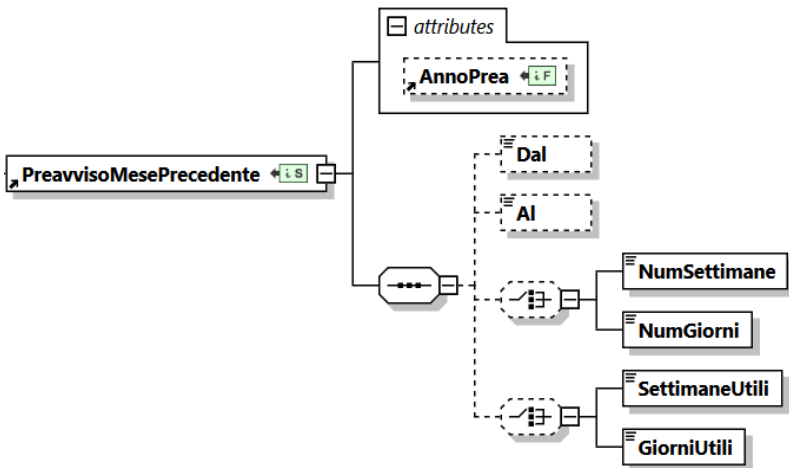 attributes
AnnoPrea i F
PreavvisoMesePrecedente i S
Dal
Al
NumSettimane
NumGiorni
SettimaneUtili
GiorniUtili